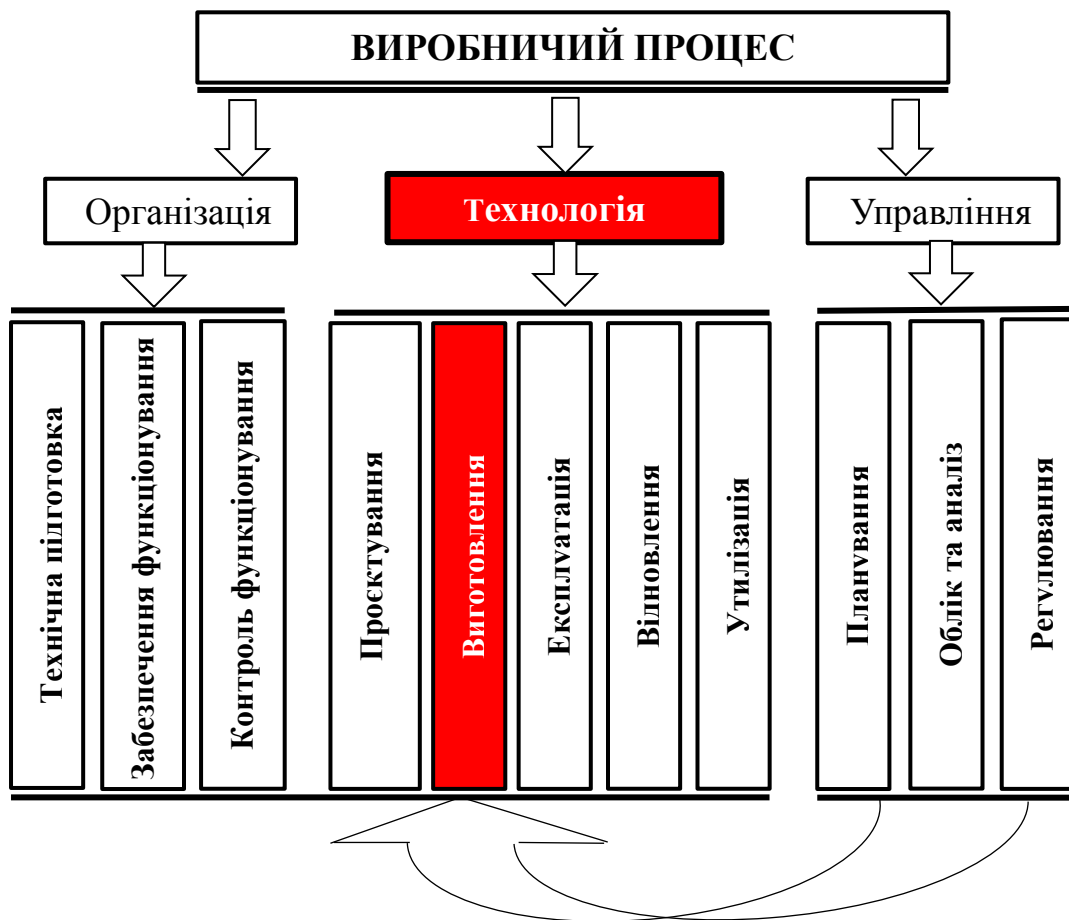 ВИРОБНИЧИЙ ПРОЦЕС
Організація
Технологія
Управління
Технічна підготовка
Забезпечення функціонування
Контроль функціонування
Проєктування
Виготовлення
Експлуатація
Відновлення
Утилізація
Планування
Облік та аналіз
Регулювання